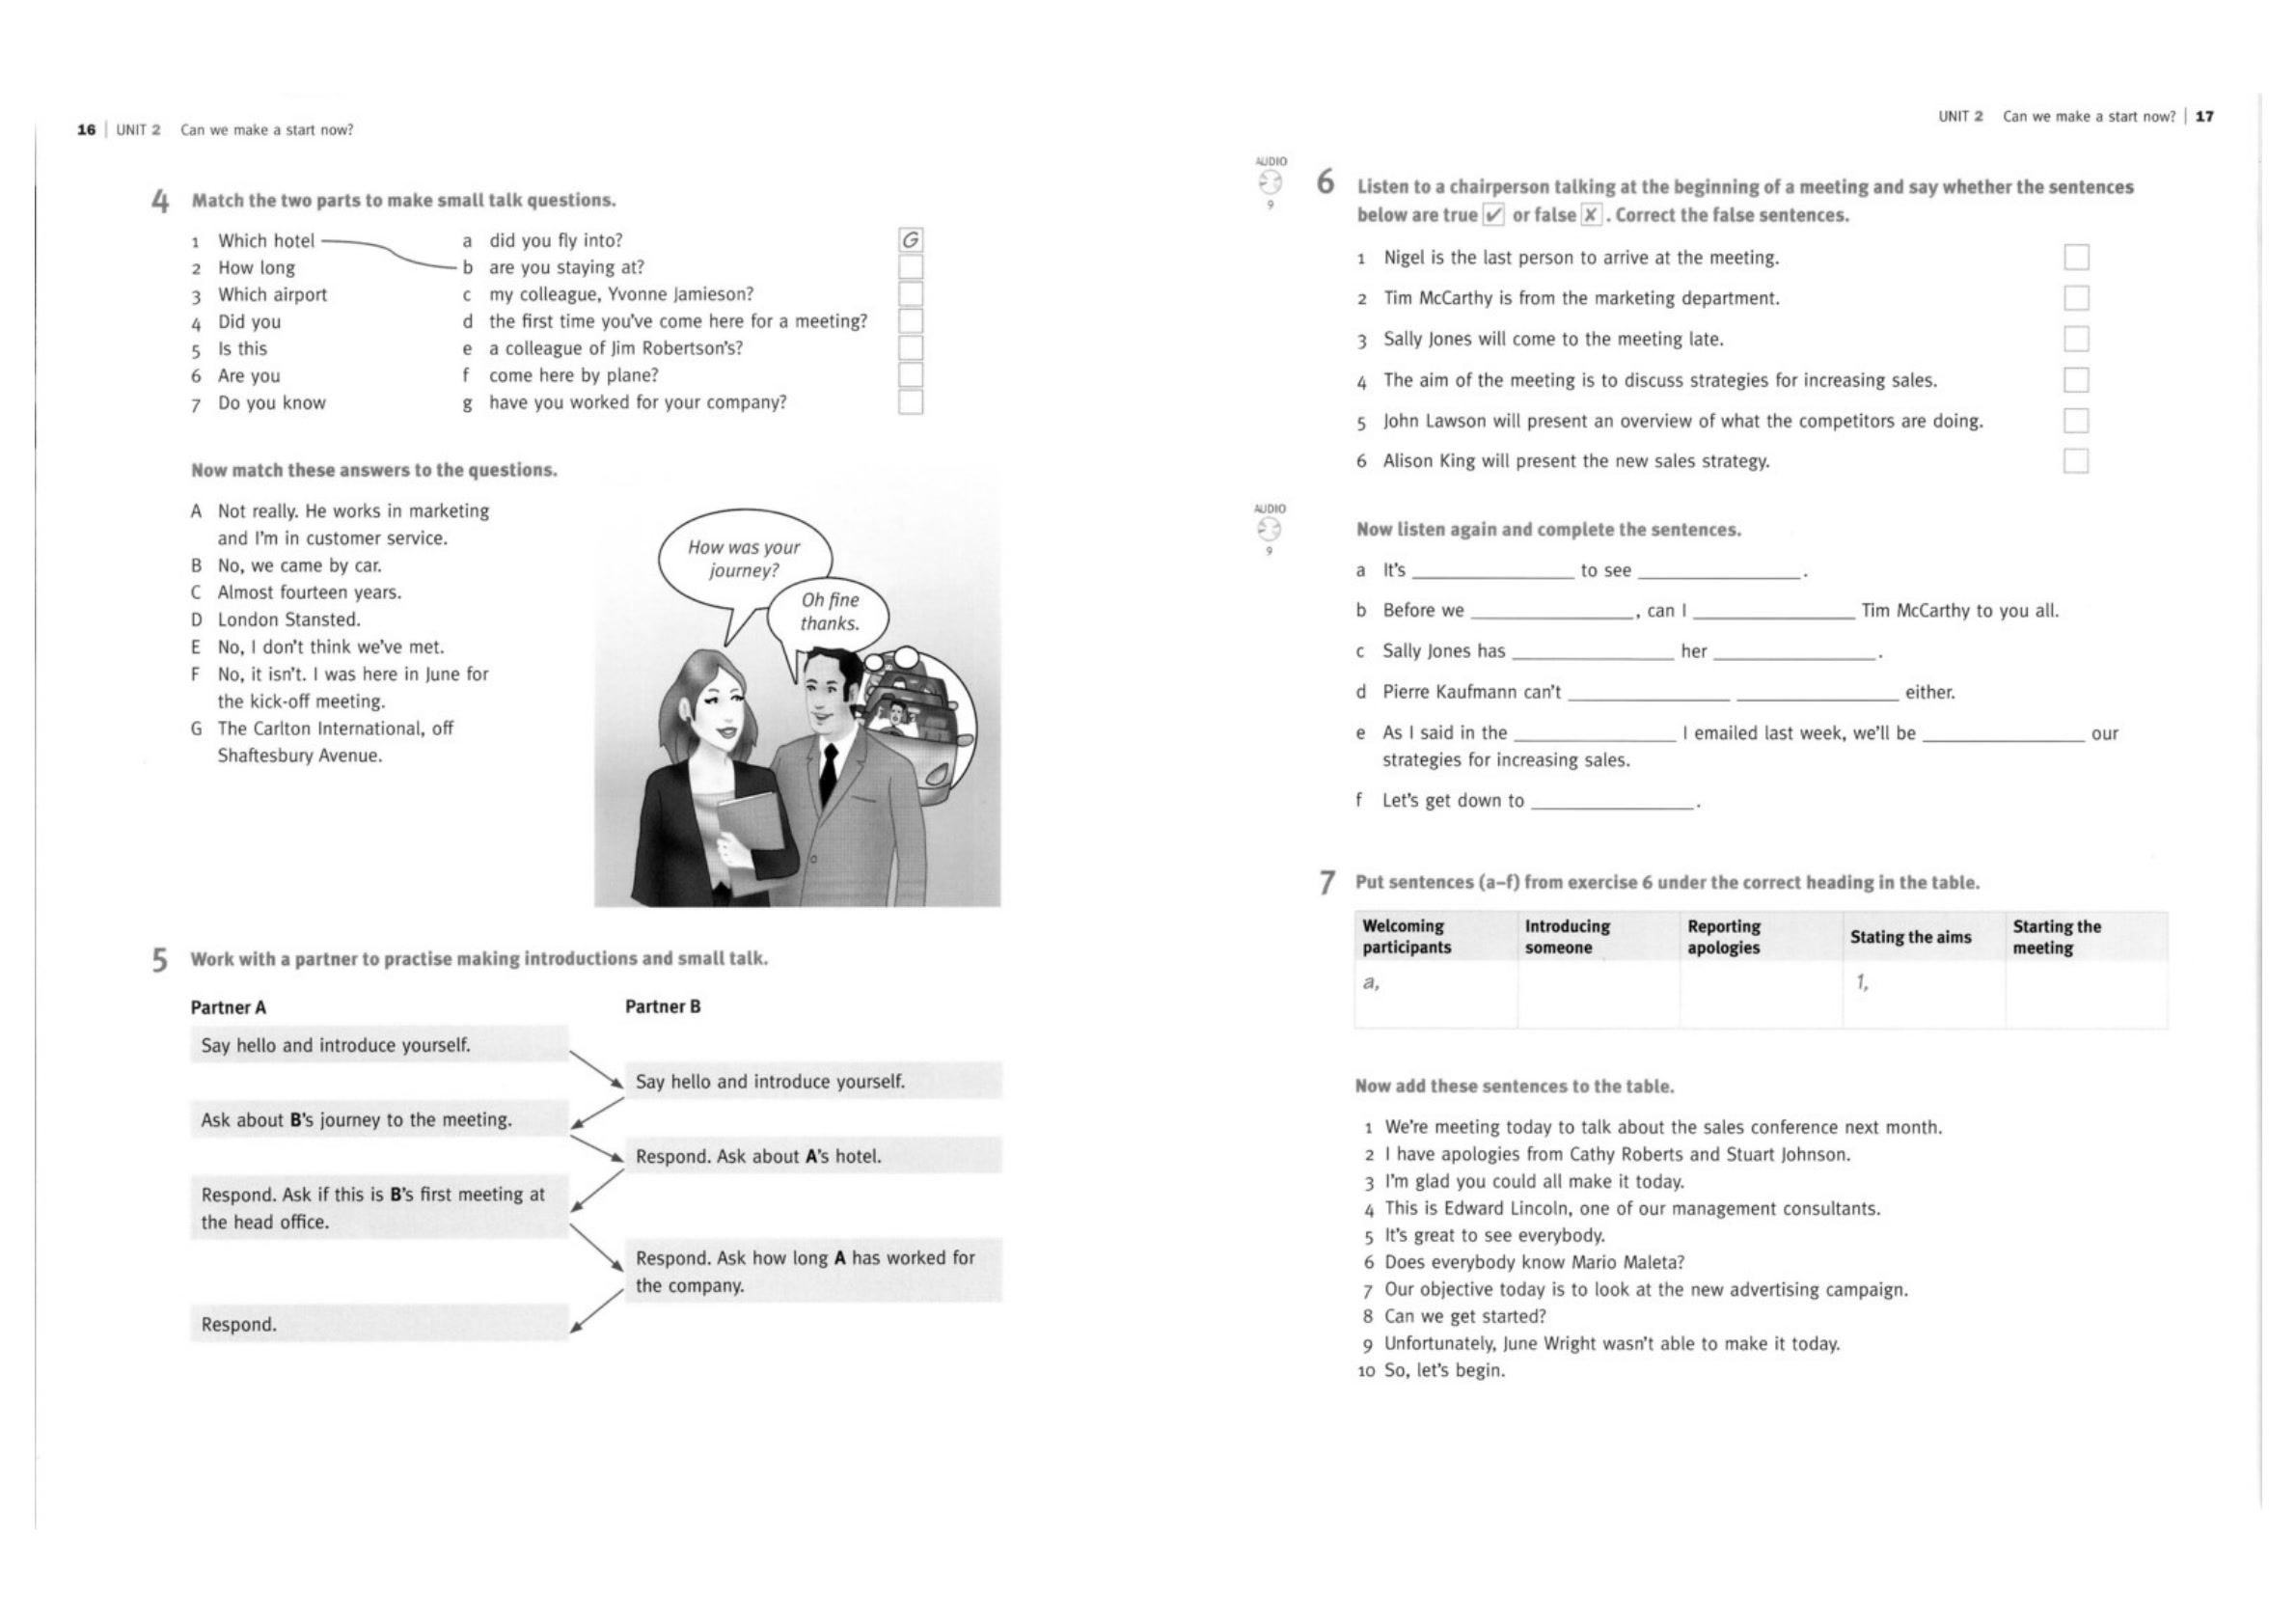 16 | UNIT 2 Can we make a start now?
4 Match the two parts to make small talk questions.
1 Which hotel a did you fly into? G
2 How long b are you staying at?
3 Which airport c my colleague, Yvonne Jamieson?
4 Did you d the first time you've come here for a meeting?
5 Is this e a colleague of Jim Robertson's?
6 Are you f come here by plane?
7 Do you know g have you worked for your company?
Now match these answers to the questions.
A Not really. He works in marketing
and I'm in customer service.
B No, we came by car.
C Almost fourteen years.
D London Stansted.
E No, I don't think we've met.
F No, it isn't. I was here in June for
the kick-off meeting.
G The Carlton International, off
Shaftesbury Avenue.
How was your
journey?
Oh fine
thanks.
5 Work with a partner to practise making introductions and small talk.
Partner A Partner B
Say hello and introduce yourself.
Say hello and introduce yourself.
Ask about B's journey to the meeting.
Respond. Ask about A's hotel.
Respond. Ask if this is B's first meeting at
the head office.
Respond. Ask how long A has worked for
the company.
Respond.
UNIT 2 Can we make a start now? | 17
AUDIO
9
6 Listen to a chairperson talking at the beginning of a meeting and say whether the sentences
below are true ✓ or false ✗. Correct the false sentences.
1 Nigel is the last person to arrive at the meeting.
2 Tim McCarthy is from the marketing department.
3 Sally Jones will come to the meeting late.
4 The aim of the meeting is to discuss strategies for increasing sales.
5 John Lawson will present an overview of what the competitors are doing.
6 Alison King will present the new sales strategy.
AUDIO
9
Now listen again and complete the sentences.
a It's ____________ to see ____________.
b Before we ____________, can I ____________ Tim McCarthy to you all.
c Sally Jones has ____________ her ____________.
d Pierre Kaufmann can't ____________ ____________ either.
e As I said in the ____________ I emailed last week, we'll be ____________ our
strategies for increasing sales.
f Let's get down to ____________.
7 Put sentences (a–f) from exercise 6 under the correct heading in the table.
Welcoming participants Introducing someone Reporting apologies Stating the aims Starting the meeting
a, 1,
Now add these sentences to the table.
1 We're meeting today to talk about the sales conference next month.
2 I have apologies from Cathy Roberts and Stuart Johnson.
3 I'm glad you could all make it today.
4 This is Edward Lincoln, one of our management consultants.
5 It's great to see everybody.
6 Does everybody know Mario Maleta?
7 Our objective today is to look at the new advertising campaign.
8 Can we get started?
9 Unfortunately, June Wright wasn't able to make it today.
10 So, let's begin.